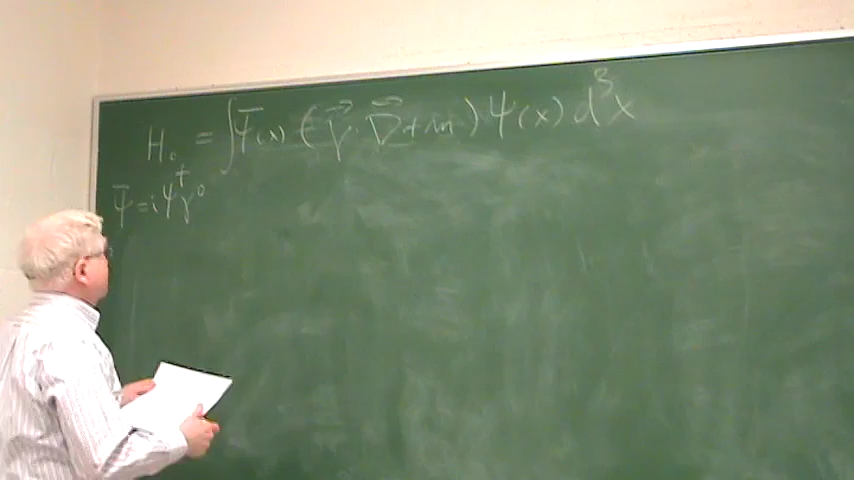 H₀ = ∫ψ̄(x) (γ⃗·∇⃗+m) ψ(x) d³x
ψ̄ = iψ†γ⁰